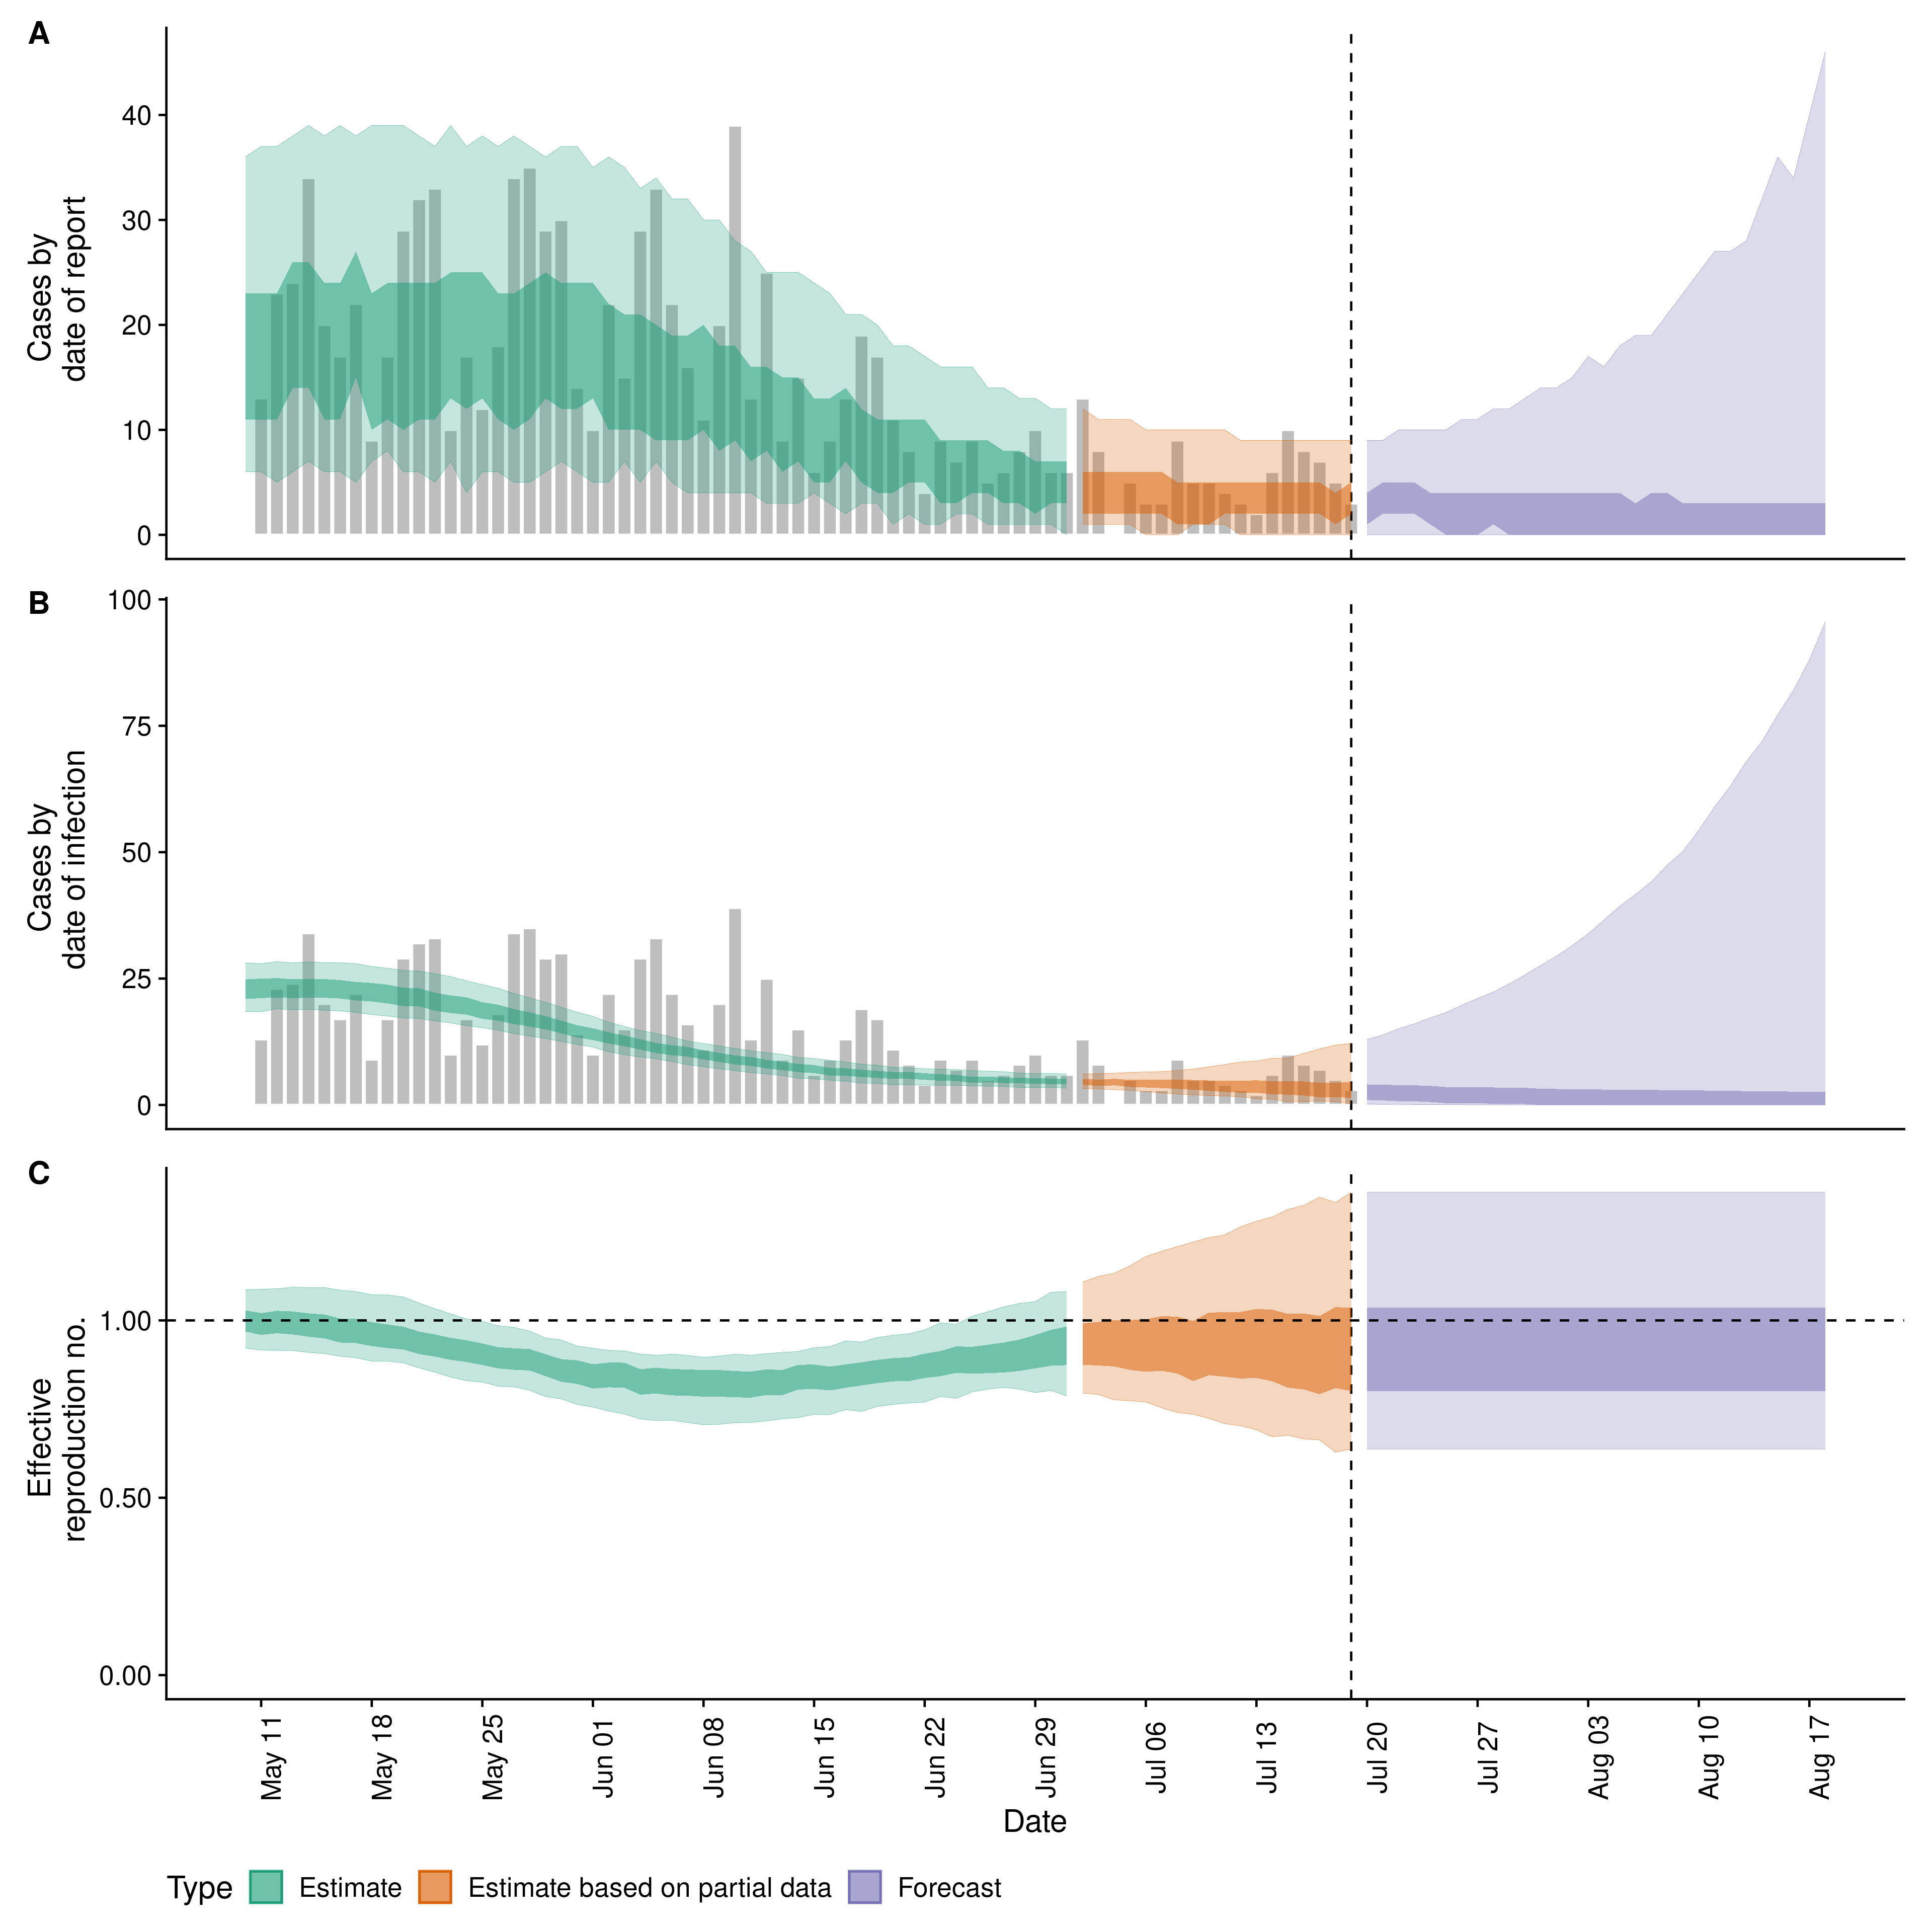 A
Cases by
date of report
40
30
20
10
0
B
Cases by
date of infection
100
75
50
25
0
C
Effective
reproduction no.
1.00
0.50
0.00
May 11
May 18
May 25
Jun 01
Jun 08
Jun 15
Jun 22
Jun 29
Jul 06
Jul 13
Jul 20
Jul 27
Aug 03
Aug 10
Aug 17
Date
Type Estimate Estimate based on partial data Forecast